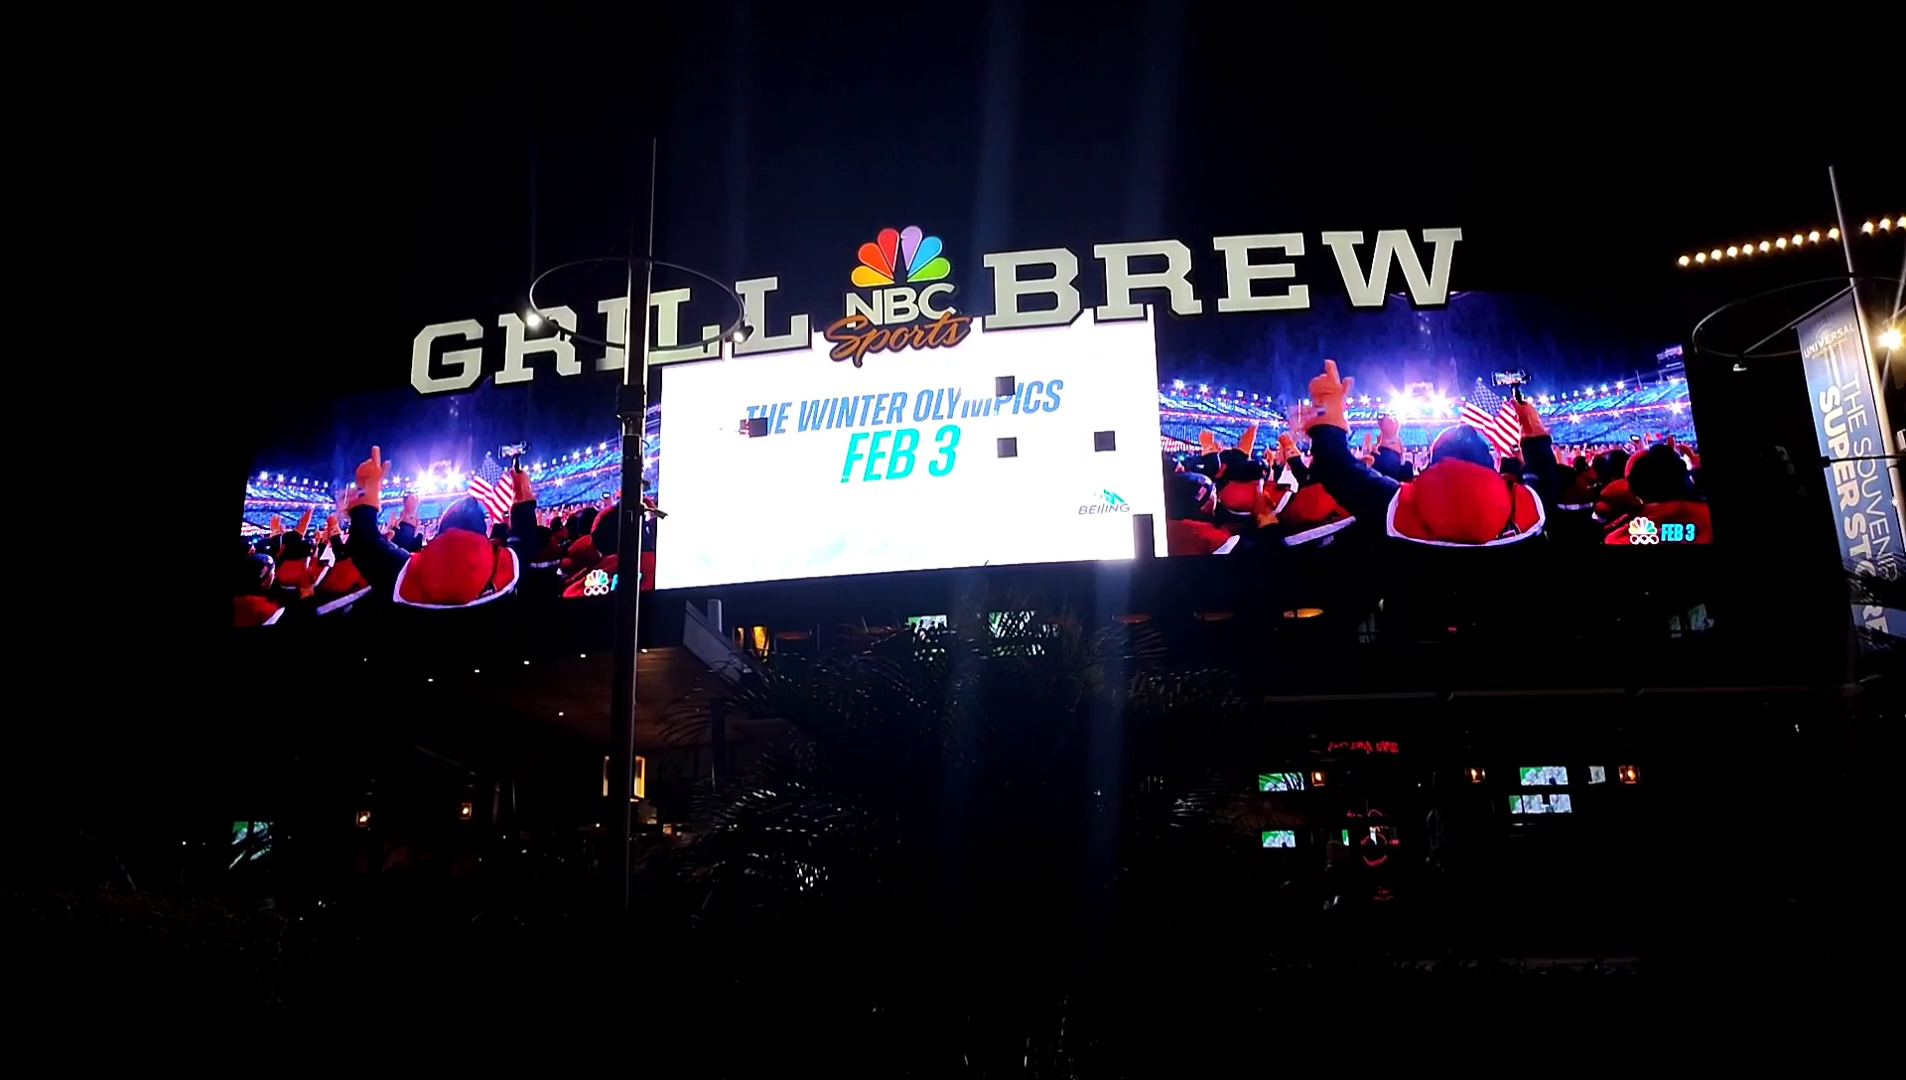 GRILL
NBC
Sports
BREW
THE WINTER OLYMPICS
FEB 3
BEIJING
FEB 3
UNIVERSAL
THE SOUVENIR
SUPER STORE